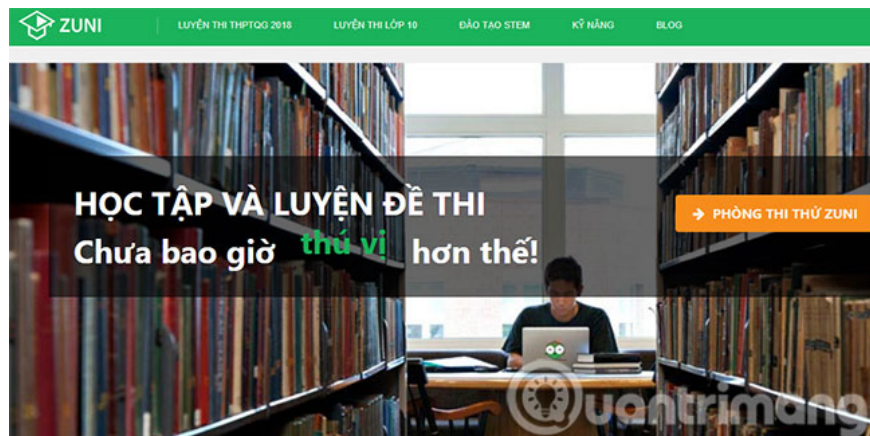 ZUNI
LUYỆN THI THPTQG 2018
LUYỆN THI LỚP 10
ĐÀO TẠO STEM
KỸ NĂNG
BLOG
HỌC TẬP VÀ LUYỆN ĐỀ THI
Chưa bao giờ thú vị hơn thế!
PHÒNG THI THỬ ZUNI
Quantrimang